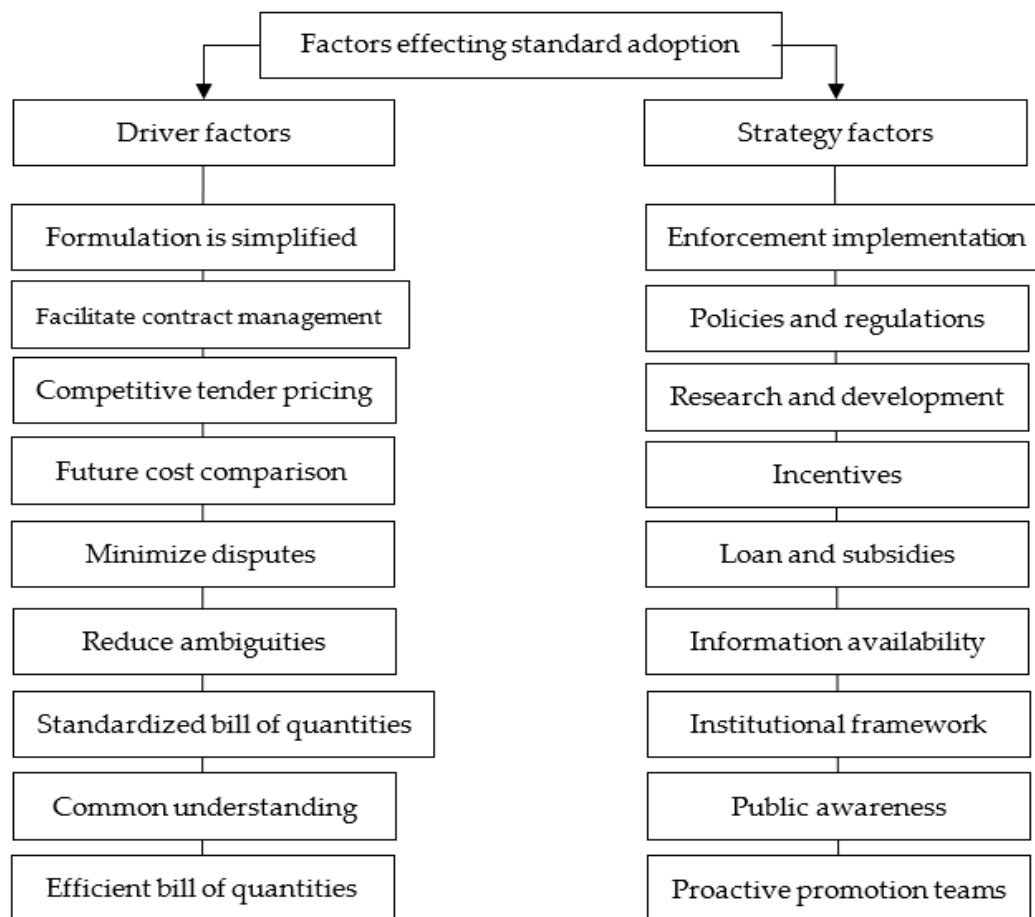 Factors effecting standard adoption
Driver factors
Formulation is simplified
Facilitate contract management
Competitive tender pricing
Future cost comparison
Minimize disputes
Reduce ambiguities
Standardized bill of quantities
Common understanding
Efficient bill of quantities
Strategy factors
Enforcement implementation
Policies and regulations
Research and development
Incentives
Loan and subsidies
Information availability
Institutional framework
Public awareness
Proactive promotion teams